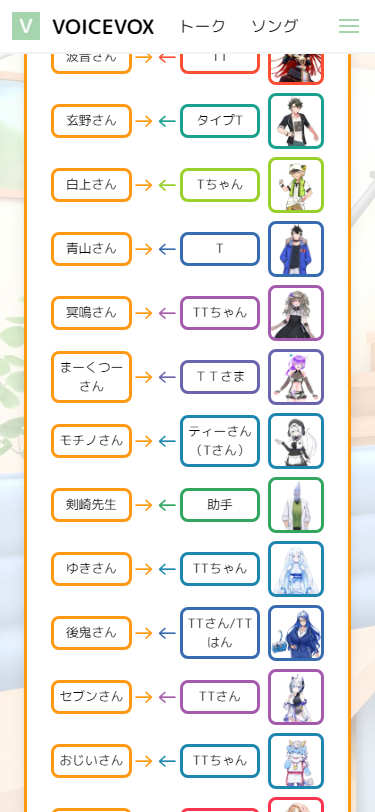 V VOICEVOX トーク ソング
波音さん TT
玄野さん タイプT
白上さん Tちゃん
青山さん T
冥鳴さん TTちゃん
まーくつー
さん
ＴＴさま
モチノさん
ティーさん
（Tさん）
剣崎先生 助手
ゆきさん TTちゃん
後鬼さん
TTさん/TT
はん
セブンさん TTさん
おじいさん TTちゃん